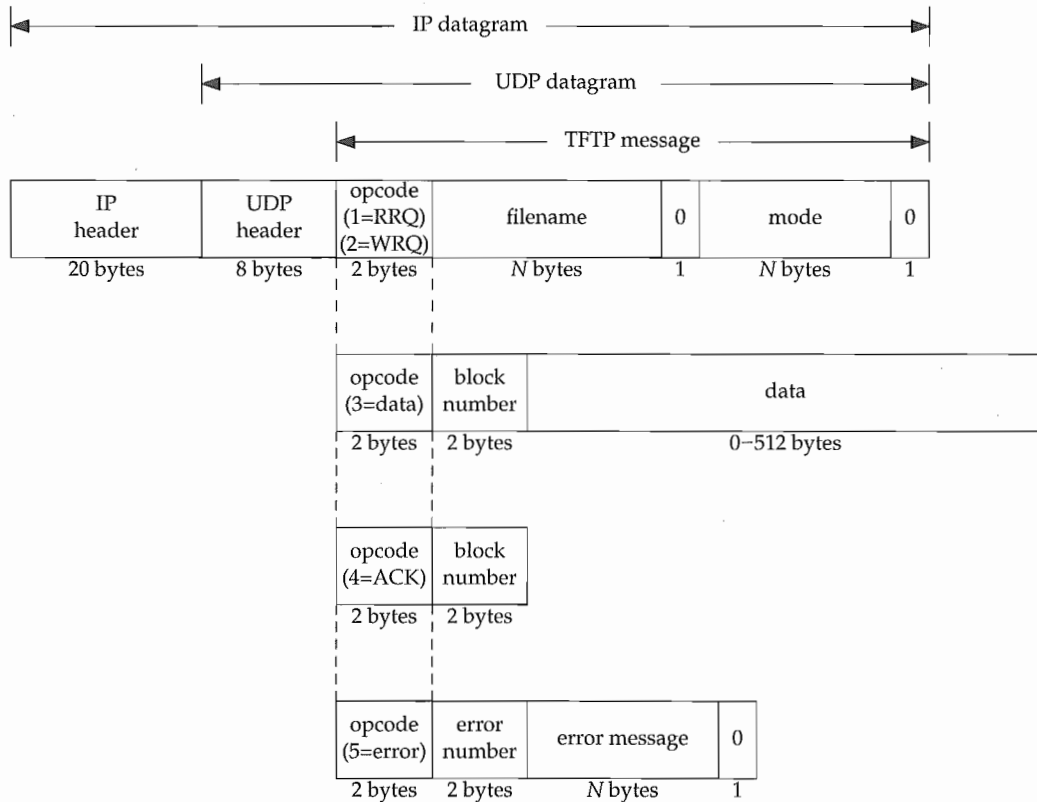 IP datagram
UDP datagram
TFTP message
IP header
UDP header
opcode (1=RRQ) (2=WRQ)
filename
0
mode
0
20 bytes
8 bytes
2 bytes
N bytes
1
N bytes
1
opcode (3=data)
block number
data
2 bytes
2 bytes
0–512 bytes
opcode (4=ACK)
block number
2 bytes
2 bytes
opcode (5=error)
error number
error message
0
2 bytes
2 bytes
N bytes
1